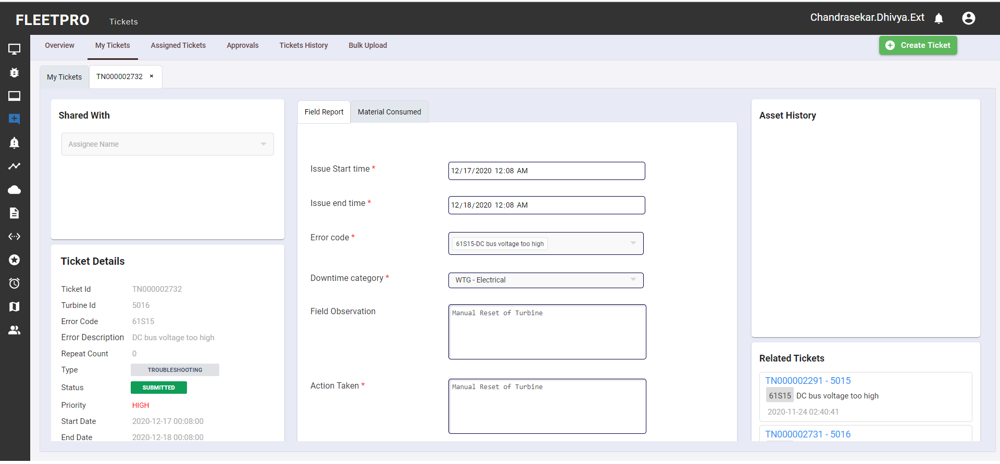 FLEETPRO
Tickets
Chandrasekar.Dhivya.Ext
Overview
My Tickets
Assigned Tickets
Approvals
Tickets History
Bulk Upload
Create Ticket
My Tickets
TN000002732 ×
Shared With
Assignee Name
Ticket Details
Ticket Id TN000002732
Turbine Id 5016
Error Code 61S15
Error Description DC bus voltage too high
Repeat Count 0
Type TROUBLESHOOTING
Status SUBMITTED
Priority HIGH
Start Date 2020-12-17 00:08:00
End Date 2020-12-18 00:08:00
Field Report
Material Consumed
Issue Start time * 12/17/2020 12:08 AM
Issue end time * 12/18/2020 12:08 AM
Error code * 61S15-DC bus voltage too high
Downtime category * WTG - Electrical
Field Observation Manual Reset of Turbine
Action Taken * Manual Reset of Turbine
Asset History
Related Tickets
TN000002291 - 5015
61S15 DC bus voltage too high
2020-11-24 02:40:41
TN000002731 - 5016